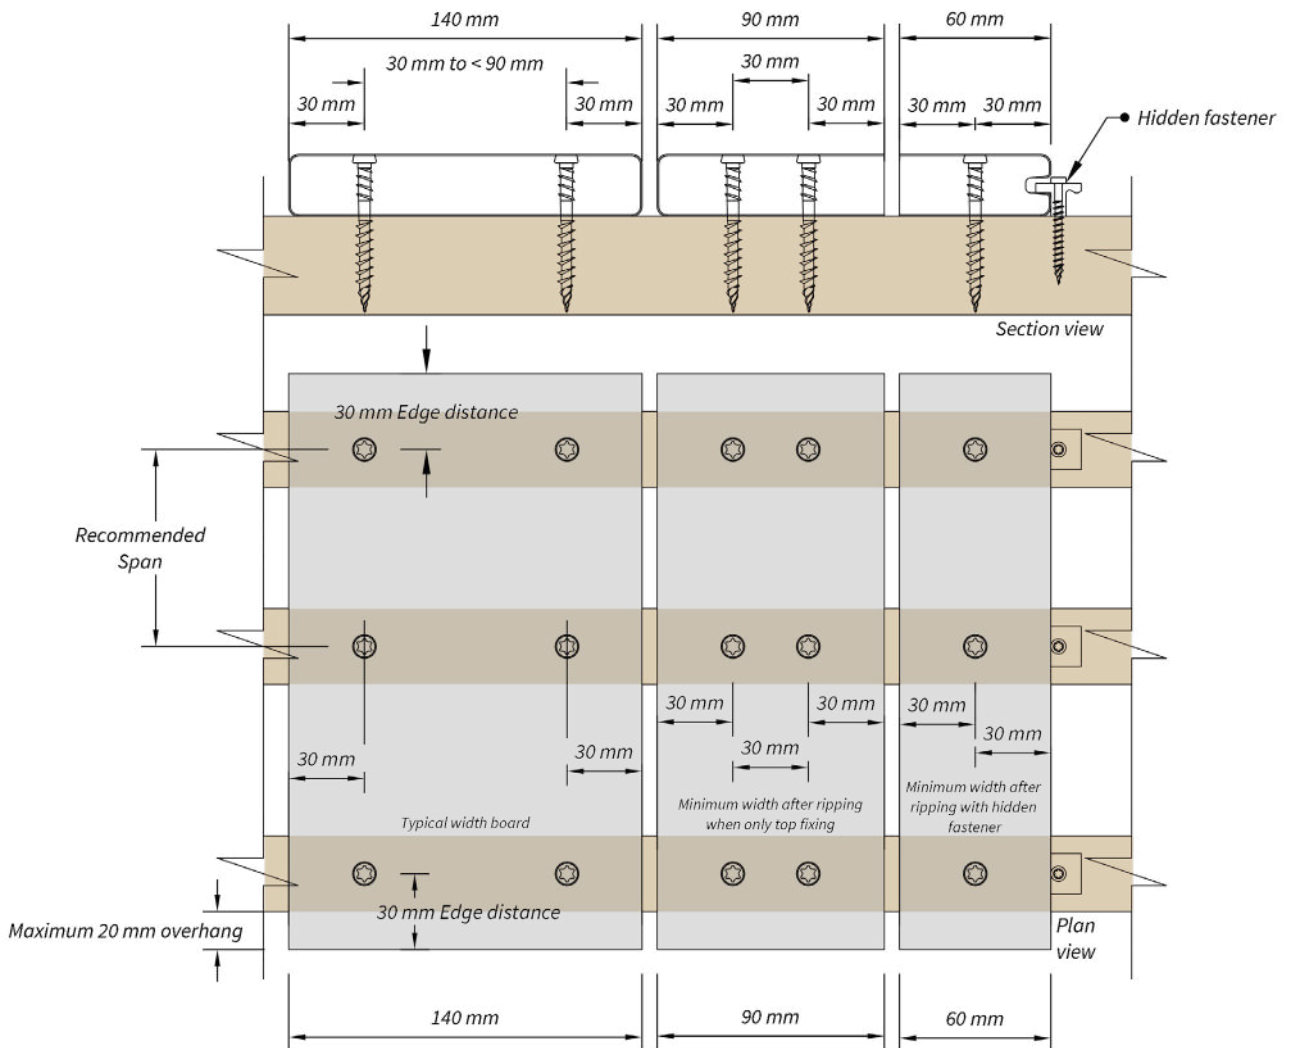 140 mm
90 mm
60 mm
30 mm to < 90 mm
30 mm
30 mm
30 mm
30 mm
30 mm
30 mm
30 mm
Hidden fastener
Section view
30 mm Edge distance
Recommended
Span
30 mm
30 mm
30 mm
30 mm
30 mm
30 mm
30 mm
Typical width board
Minimum width after ripping
when only top fixing
Minimum width after
ripping with hidden
fastener
30 mm Edge distance
Maximum 20 mm overhang
Plan
view
140 mm
90 mm
60 mm